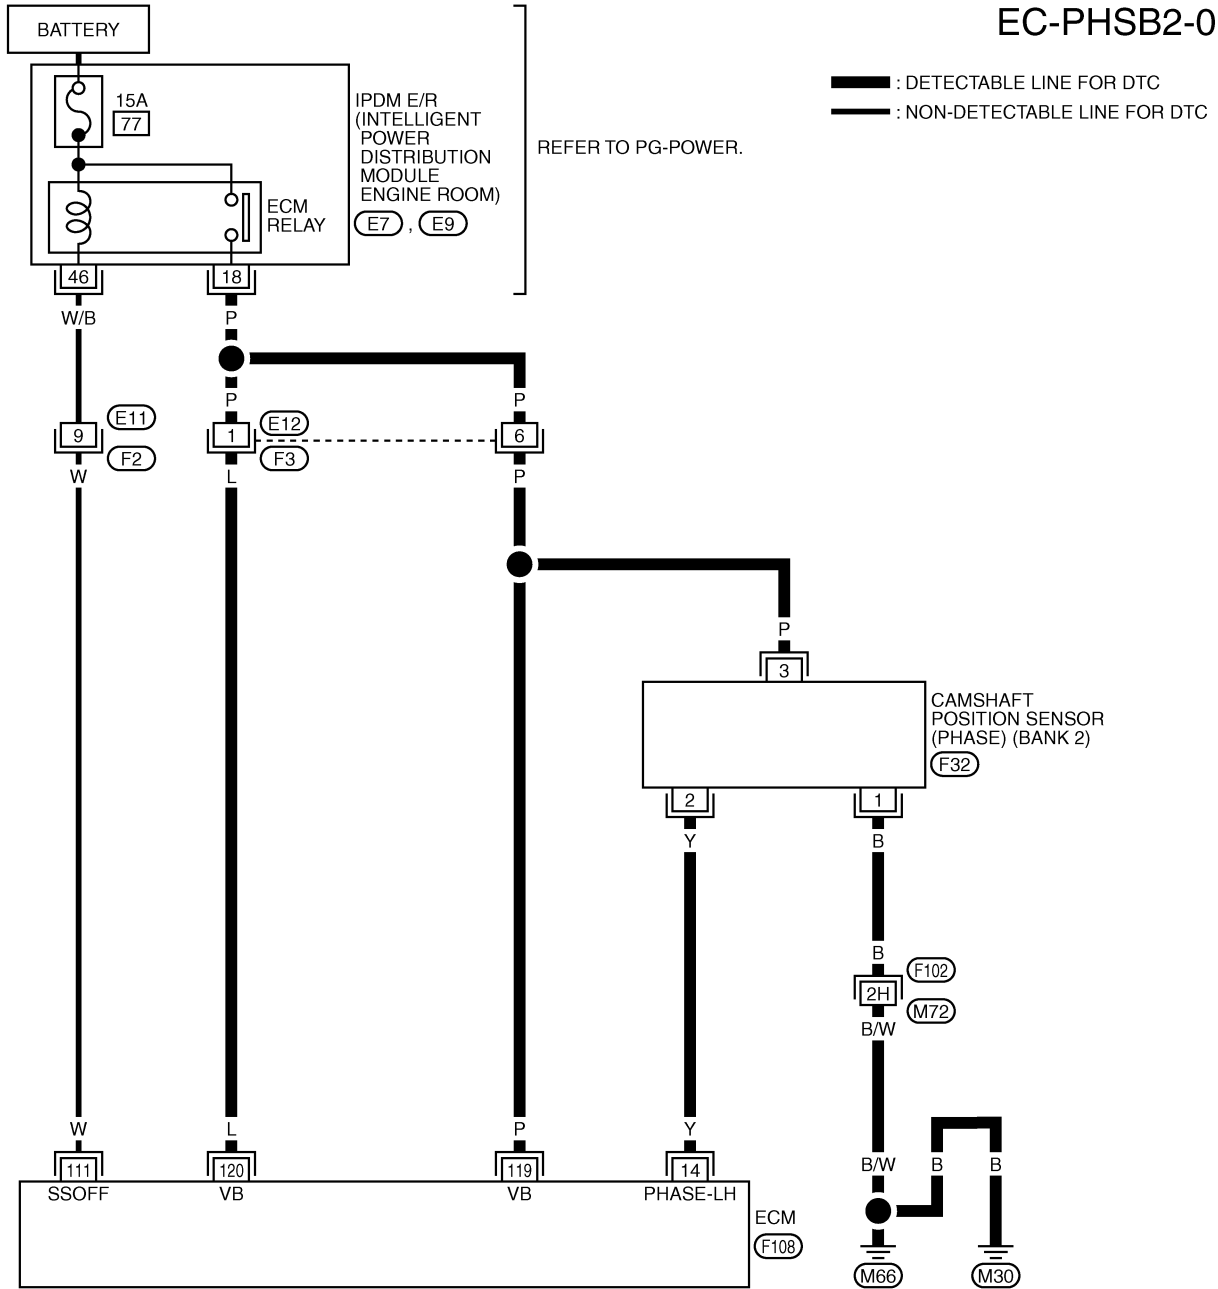 EC-PHSB2-0
BATTERY
: DETECTABLE LINE FOR DTC
: NON-DETECTABLE LINE FOR DTC
15A
77
IPDM E/R
(INTELLIGENT
POWER
DISTRIBUTION
MODULE
ENGINE ROOM)
E7 , E9
REFER TO PG-POWER.
ECM
RELAY
46
18
W/B
P
P
P
9
E11
F2
1
E12
F3
6
W
L
P
P
3
CAMSHAFT
POSITION SENSOR
(PHASE) (BANK 2)
F32
2
1
Y
B
B
F102
2H
M72
B/W
W
L
P
Y
B/W
B
B
111
120
119
14
SSOFF
VB
VB
PHASE-LH
ECM
F108
M66
M30